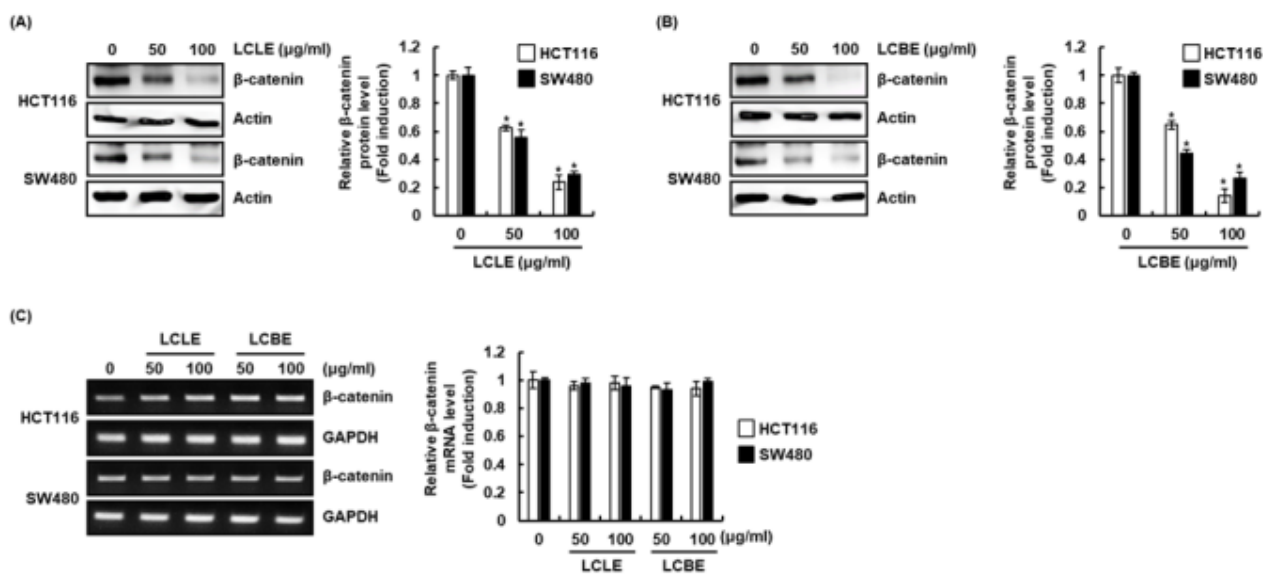 (A)
0 50 100 LCLE (µg/ml)
HCT116
β-catenin
Actin
SW480
β-catenin
Actin
Relative β-catenin
protein level
(Fold induction)
1.2
1
0.8
0.6
0.4
0.2
0
HCT116
SW480
* *
* *
0 50 100
LCLE (µg/ml)
(B)
0 50 100 LCBE (µg/ml)
HCT116
β-catenin
Actin
SW480
β-catenin
Actin
Relative β-catenin
protein level
(Fold induction)
1.2
1
0.8
0.6
0.4
0.2
0
HCT116
SW480
* *
* *
0 50 100
LCBE (µg/ml)
(C)
LCLE LCBE
0 50 100 50 100 (µg/ml)
HCT116
β-catenin
GAPDH
SW480
β-catenin
GAPDH
Relative β-catenin
mRNA level
(Fold induction)
1.2
1
0.8
0.6
0.4
0.2
0
HCT116
SW480
0 50 100 50 100 (µg/ml)
LCLE LCBE